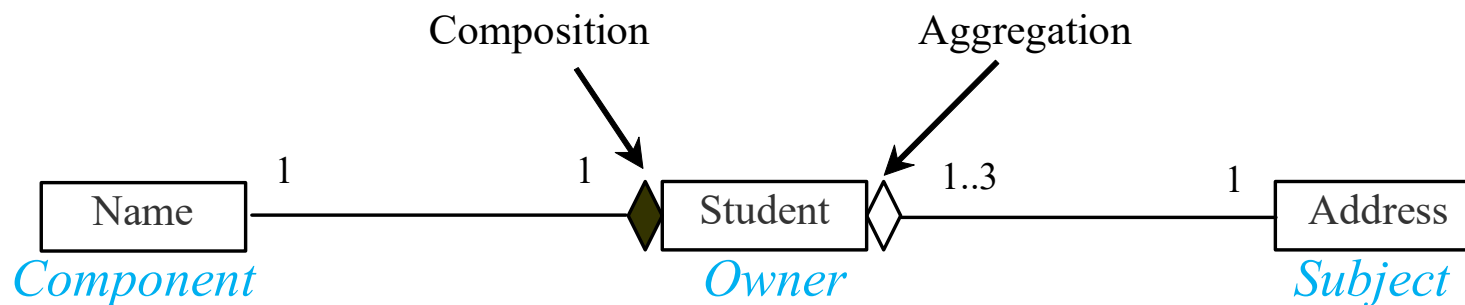 Composition Aggregation
1 1 1..3 1
Name Student Address
Component Owner Subject